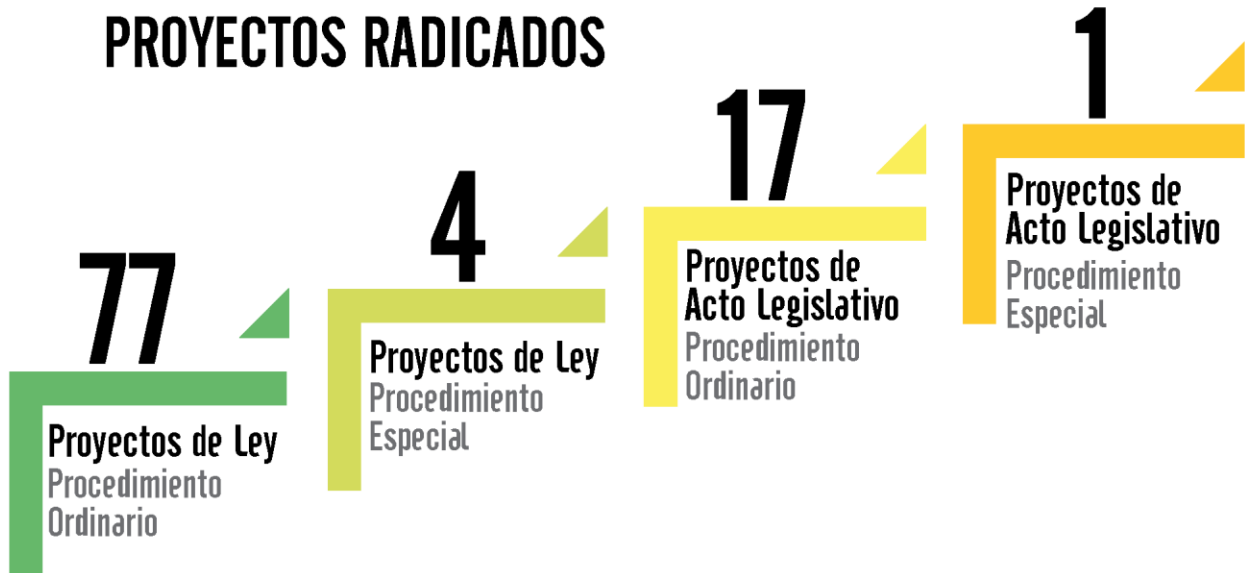 PROYECTOS RADICADOS
77
Proyectos de Ley
Procedimiento
Ordinario
4
Proyectos de Ley
Procedimiento
Especial
17
Proyectos de
Acto Legislativo
Procedimiento
Ordinario
1
Proyectos de
Acto Legislativo
Procedimiento
Especial